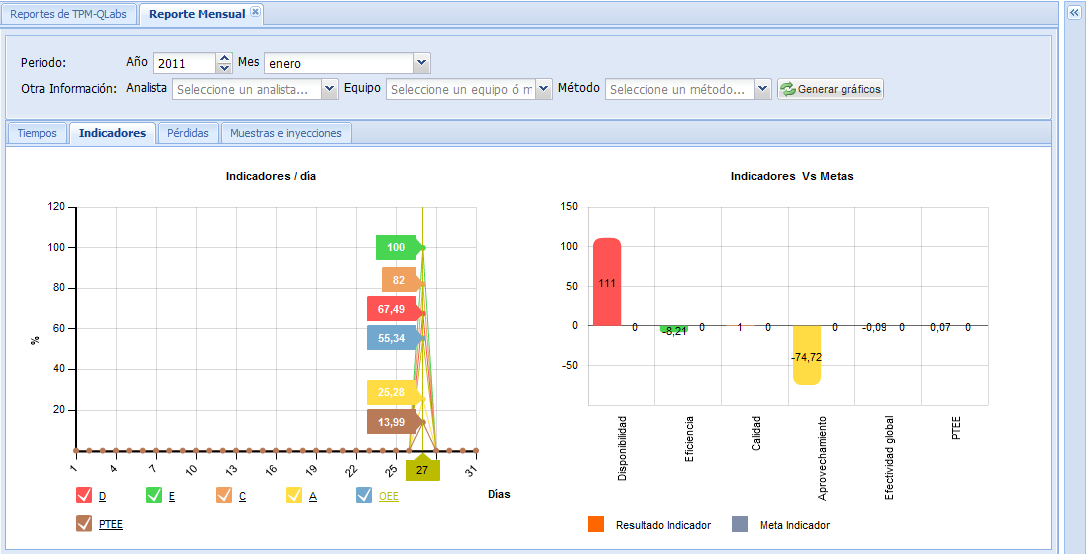 Reportes de TPM-QLabs Reporte Mensual
Periodo: Año 2011 Mes enero
Otra Información: Analista Seleccione un analista... Equipo Seleccione un equipo ó m Método Seleccione un método... Generar gráficos
Tiempos Indicadores Pérdidas Muestras e inyecciones
Indicadores / día
120
100
80
60
40
20
%
100
82
67,49
55,34
25,28
13,99
1 4 7 10 13 16 19 22 25 27 31
Días
D E C A OEE
PTEE
Indicadores Vs Metas
150
100
50
0
-50
111 0 -8,21 0 1 0 -74,72 0 -0,09 0 0,07 0
Disponibilidad
Eficiencia
Calidad
Aprovechamiento
Efectividad global
PTEE
Resultado Indicador Meta Indicador